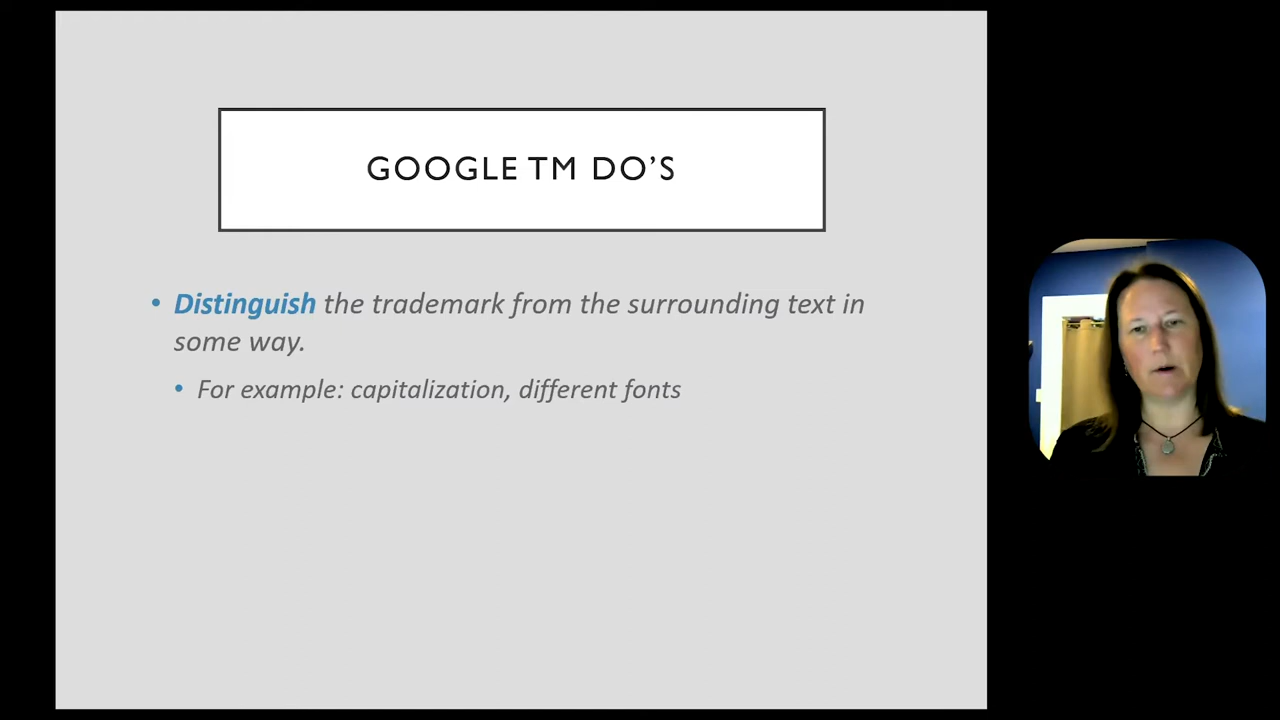 GOOGLE TM DO’S
• Distinguish the trademark from the surrounding text in
some way.
• For example: capitalization, different fonts